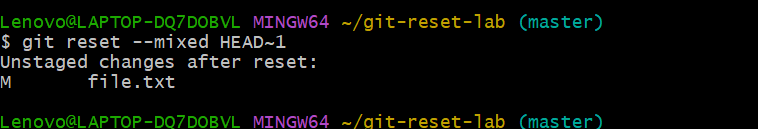 Lenovo@LAPTOP-DQ7DOBVL MINGW64 ~/git-reset-lab (master)
$ git reset --mixed HEAD~1
Unstaged changes after reset:
M       file.txt
Lenovo@LAPTOP-DQ7DOBVL MINGW64 ~/git-reset-lab (master)